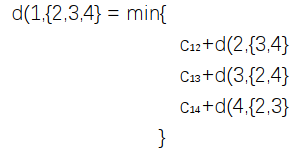 d(1,{2,3,4} = min{
C₁₂+d(2,{3,4}
C₁₃+d(3,{2,4}
C₁₄+d(4,{2,3}
}